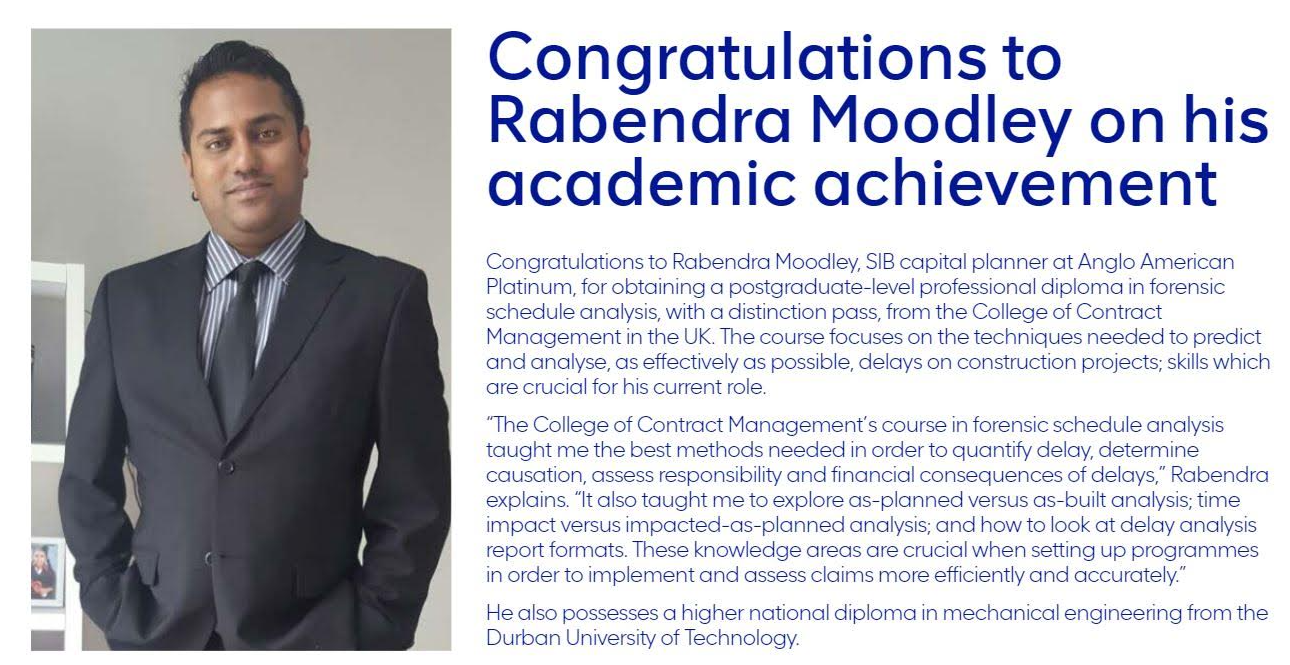 Congratulations to
Rabendra Moodley on his
academic achievement
Congratulations to Rabendra Moodley, SIB capital planner at Anglo American
Platinum, for obtaining a postgraduate-level professional diploma in forensic
schedule analysis, with a distinction pass, from the College of Contract
Management in the UK. The course focuses on the techniques needed to predict
and analyse, as effectively as possible, delays on construction projects; skills which
are crucial for his current role.
“The College of Contract Management’s course in forensic schedule analysis
taught me the best methods needed in order to quantify delay, determine
causation, assess responsibility and financial consequences of delays,” Rabendra
explains. “It also taught me to explore as-planned versus as-built analysis; time
impact versus impacted-as-planned analysis; and how to look at delay analysis
report formats. These knowledge areas are crucial when setting up programmes
in order to implement and assess claims more efficiently and accurately.”
He also possesses a higher national diploma in mechanical engineering from the
Durban University of Technology.